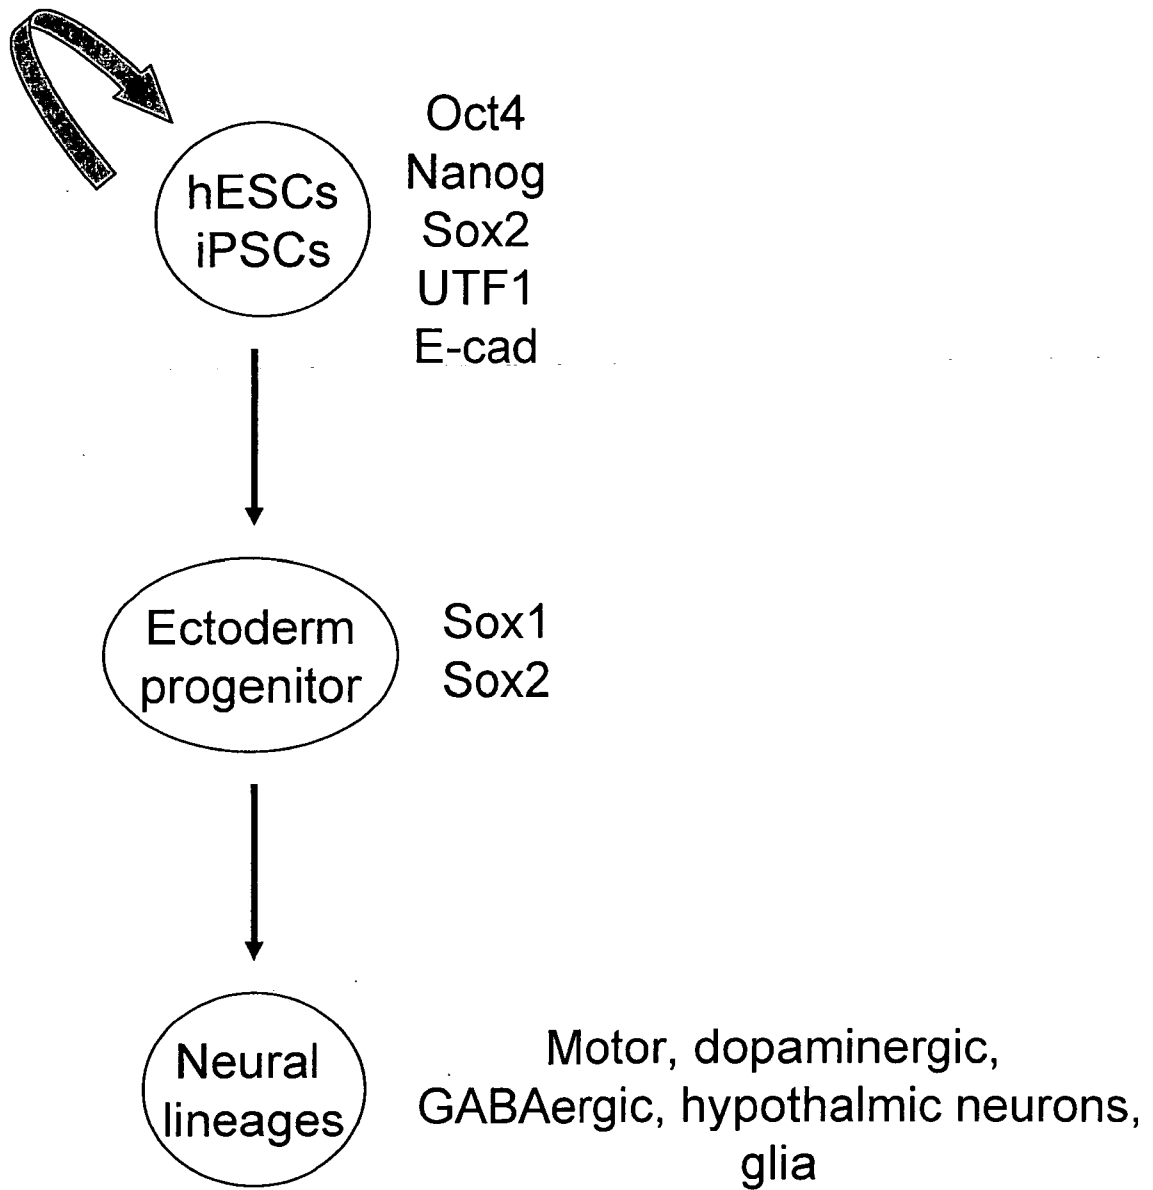 hESCs
iPSCs
Oct4
Nanog
Sox2
UTF1
E-cad
Ectoderm
progenitor
Sox1
Sox2
Neural
lineages
Motor, dopaminergic,
GABAergic, hypothalmic neurons,
glia